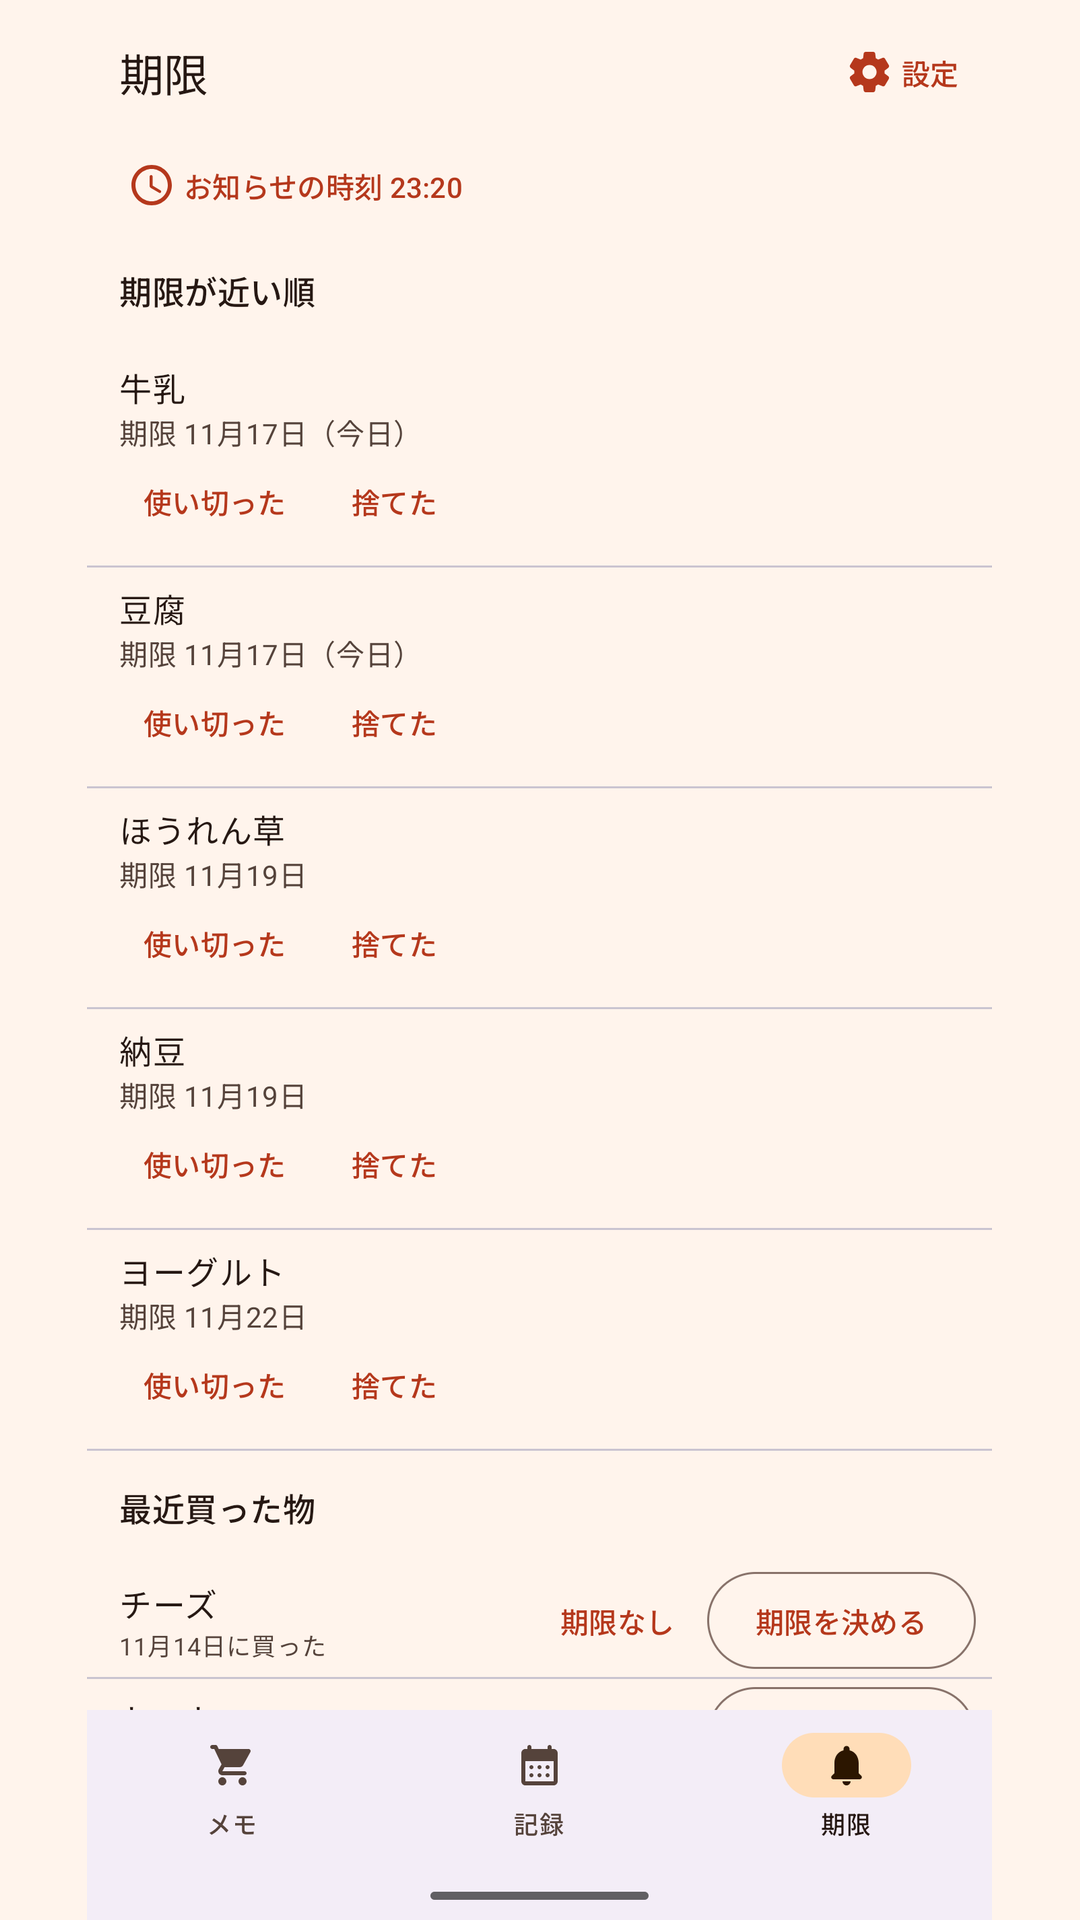 期限
設定
お知らせの時刻 23:20
期限が近い順
牛乳
期限 11月17日（今日）
使い切った 捨てた
豆腐
期限 11月17日（今日）
使い切った 捨てた
ほうれん草
期限 11月19日
使い切った 捨てた
納豆
期限 11月19日
使い切った 捨てた
ヨーグルト
期限 11月22日
使い切った 捨てた
最近買った物
チーズ
11月14日に買った
期限なし 期限を決める
メモ 記録 期限